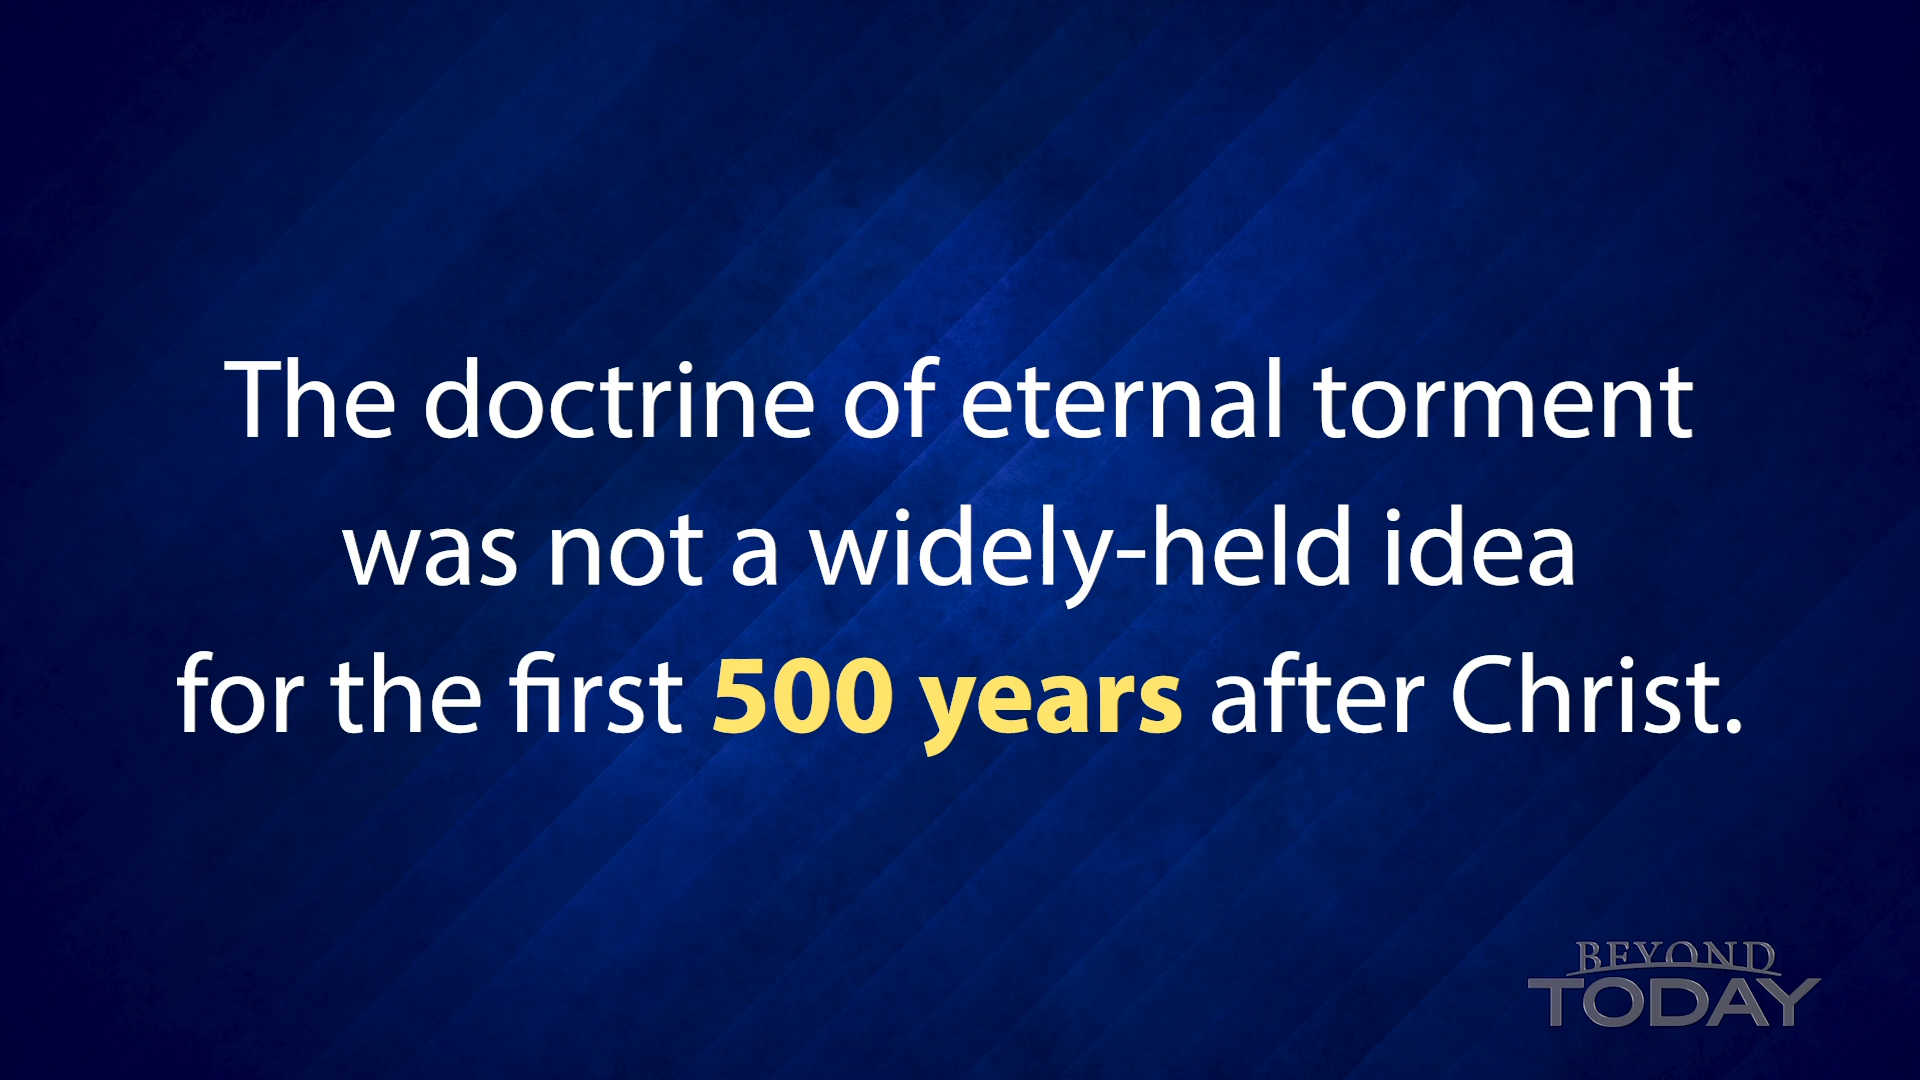 The doctrine of eternal torment
was not a widely-held idea
for the first 500 years after Christ.
BEYOND
TODAY